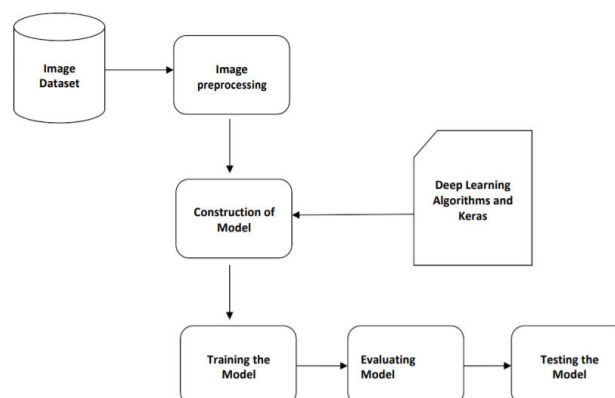 Image
Dataset
Image
preprocessing
Construction of
Model
Deep Learning
Algorithms and
Keras
Training the
Model
Evaluating
Model
Testing the
Model